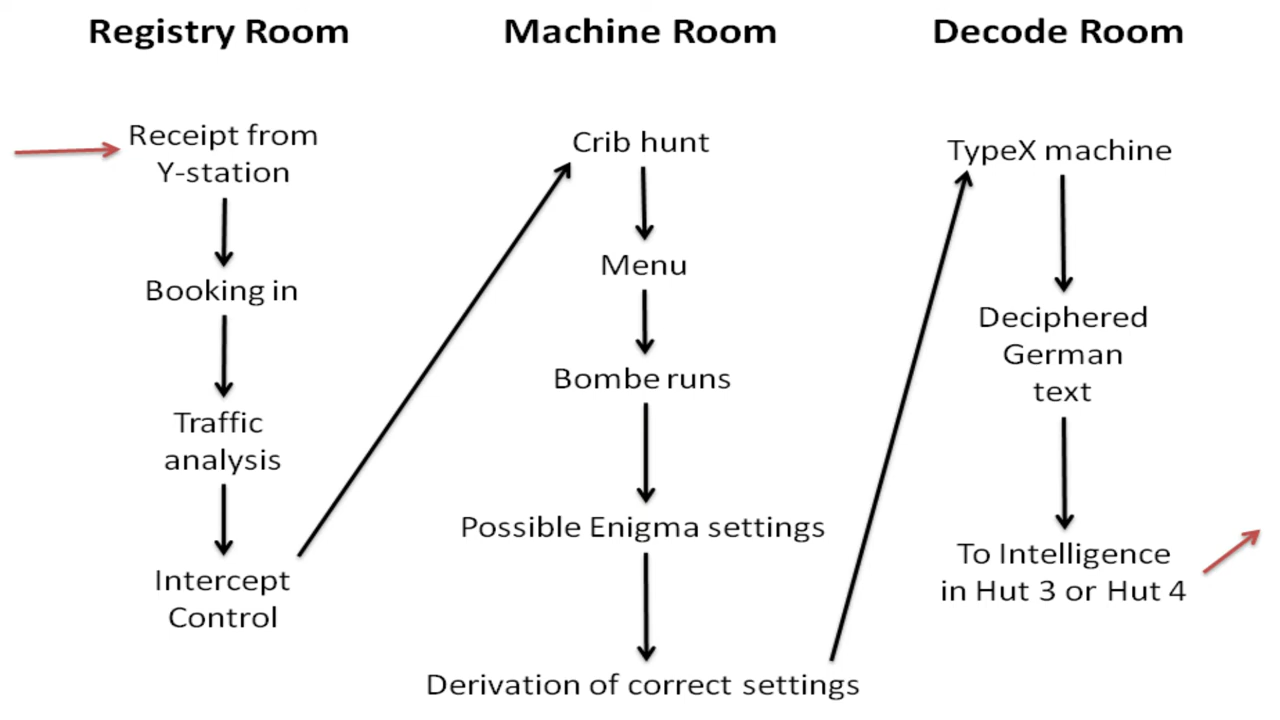 Registry Room
Receipt from
Y-station
Booking in
Traffic
analysis
Intercept
Control
Machine Room
Crib hunt
Menu
Bombe runs
Possible Enigma settings
Derivation of correct settings
Decode Room
TypeX machine
Deciphered
German
text
To Intelligence
in Hut 3 or Hut 4